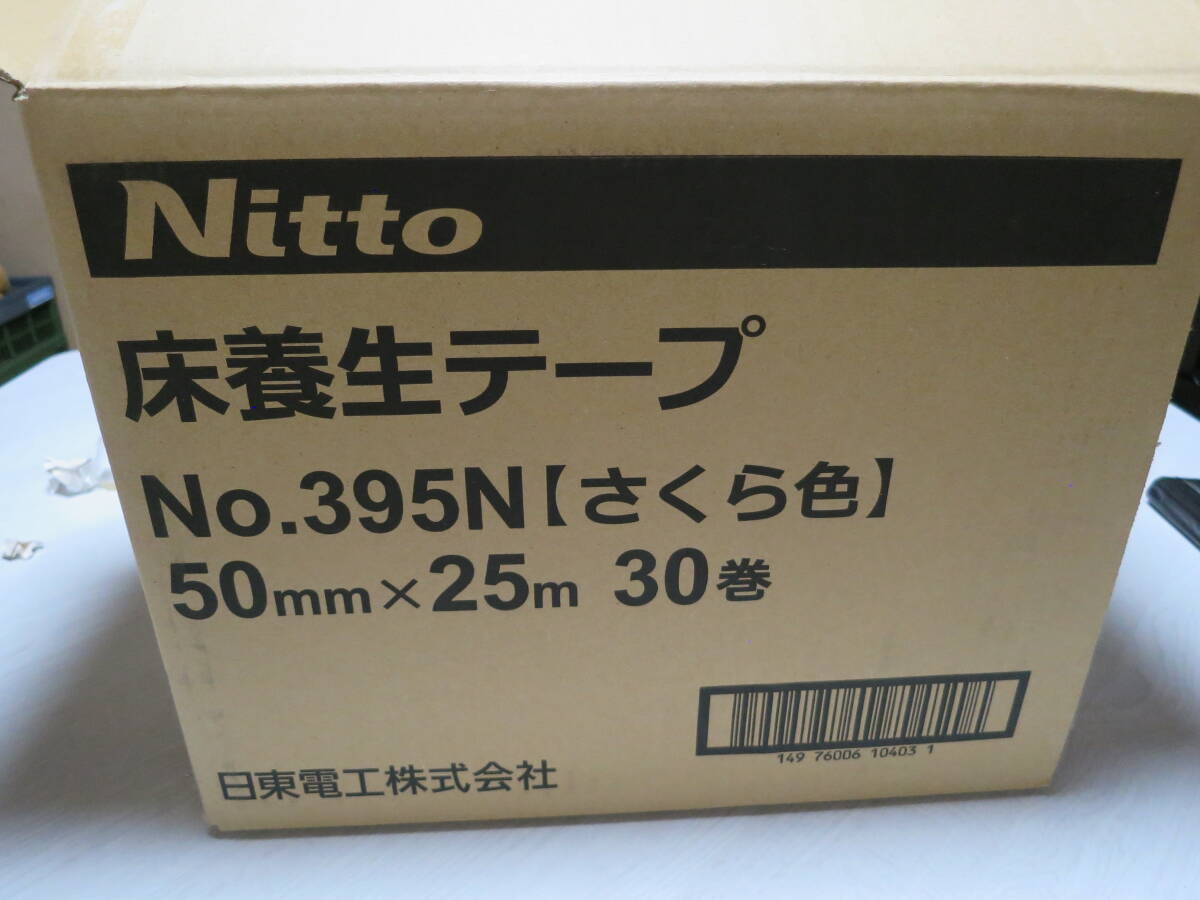 Nitto
床養生テープ
No.395N【さくら色】
50mm×25m 30巻
149 76006 10403 1
日東電工株式会社